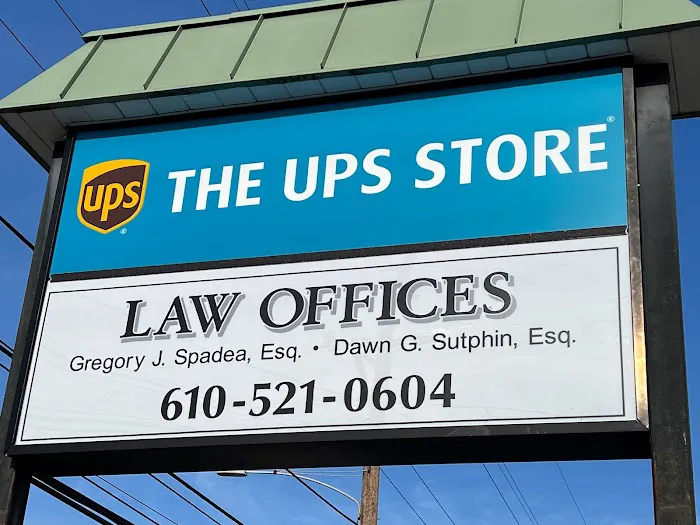 ups
THE UPS STORE®
LAW OFFICES
Gregory J. Spadea, Esq. • Dawn G. Sutphin, Esq.
610-521-0604